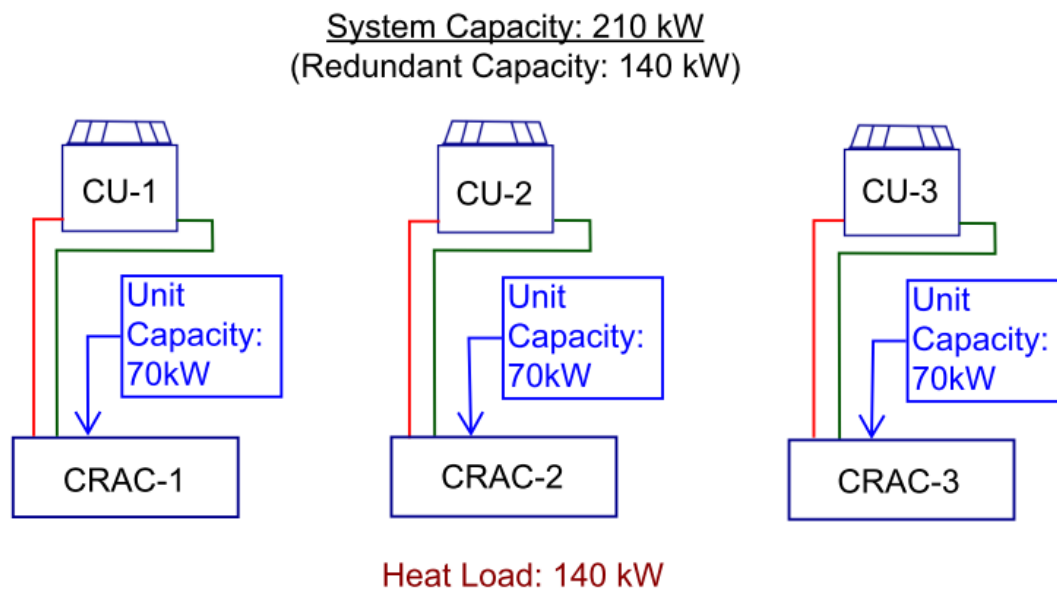 System Capacity: 210 kW
(Redundant Capacity: 140 kW)
CU-1
CU-2
CU-3
Unit
Capacity:
70kW
Unit
Capacity:
70kW
Unit
Capacity:
70kW
CRAC-1
CRAC-2
CRAC-3
Heat Load: 140 kW